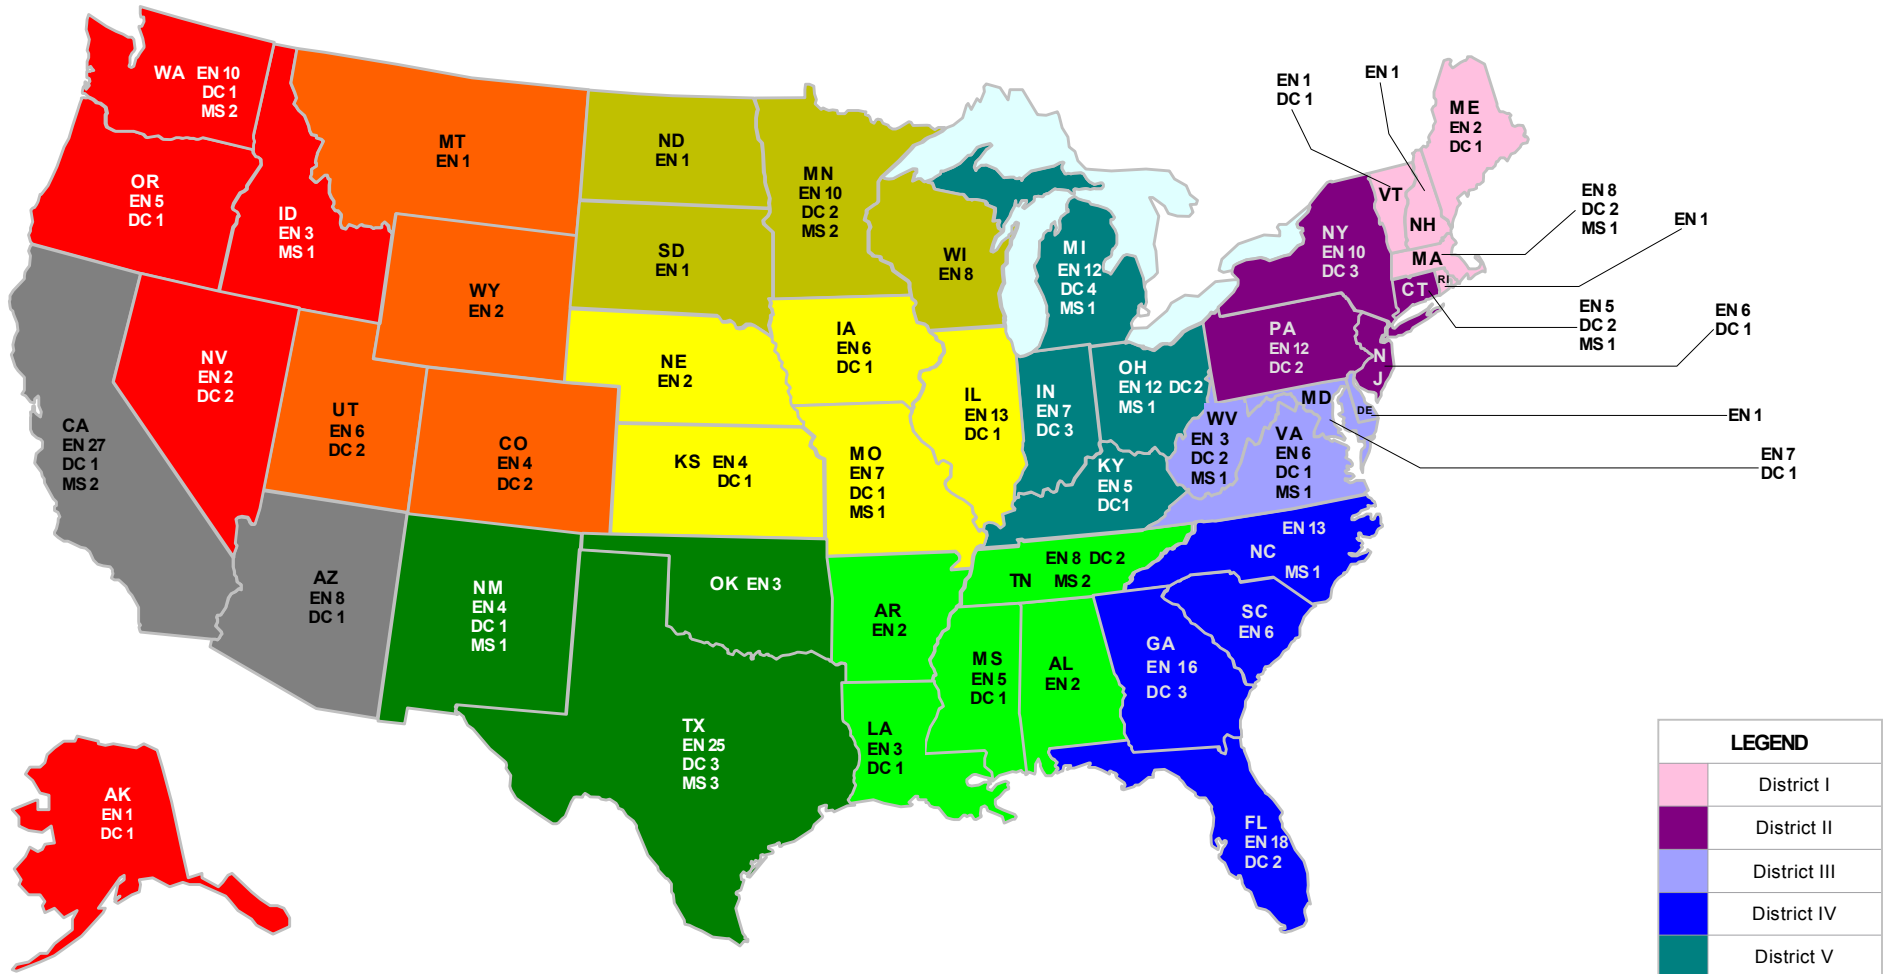 WA EN 10
DC 1
MS 2
OR
EN 5
DC 1
ID
EN 3
MS 1
MT
EN 1
WY
EN 2
NV
EN 2
DC 2
UT
EN 6
DC 2
CO
EN 4
DC 2
CA
EN 27
DC 1
MS 2
AZ
EN 8
DC 1
NM
EN 4
DC 1
MS 1
ND
EN 1
SD
EN 1
MN
EN 10
DC 2
MS 2
WI
EN 8
NE
EN 2
IA
EN 6
DC 1
KS EN 4
DC 1
MO
EN 7
DC 1
MS 1
IL
EN 13
DC 1
OK EN 3
TX
EN 25
DC 3
MS 3
AR
EN 2
LA
EN 3
DC 1
MS
EN 5
DC 1
AL
EN 2
EN 8 DC 2
TN MS 2
MI
EN 12
DC 4
MS 1
IN
EN 7
DC 3
OH
EN 12 DC 2
MS 1
KY
EN 5
DC1
WV
EN 3
DC 2
MS 1
VA
EN 6
DC 1
MS 1
MD
DE
EN 13
NC
MS 1
SC
EN 6
GA
EN 16
DC 3
FL
EN 18
DC 2
NY
EN 10
DC 3
PA
EN 12
DC 2
N
J
CT
RI
MA
VT
NH
ME
EN 2
DC 1
EN 1
DC 1
EN 1
EN 8
DC 2
MS 1
EN 1
EN 5
DC 2
MS 1
EN 6
DC 1
EN 1
EN 7
DC 1
AK
EN 1
DC 1
LEGEND
District I
District II
District III
District IV
District V